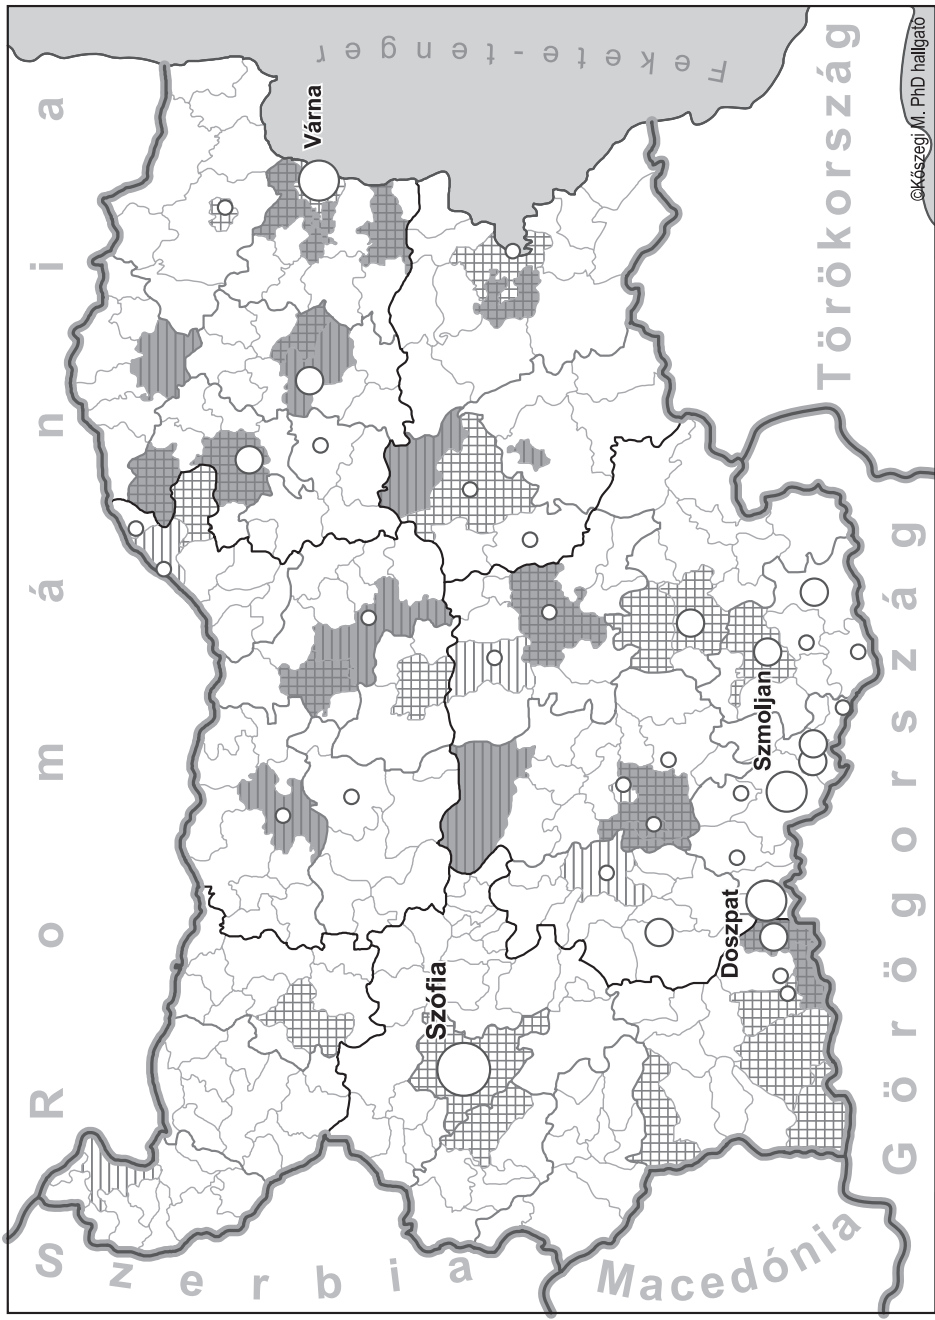 Románia
Szerbia
Macedónia
Görögország
Törökország
Fekete-tenger
Várna
Szófia
Doszpat
Szmoljan
©Kőszegi M. PhD hallgató